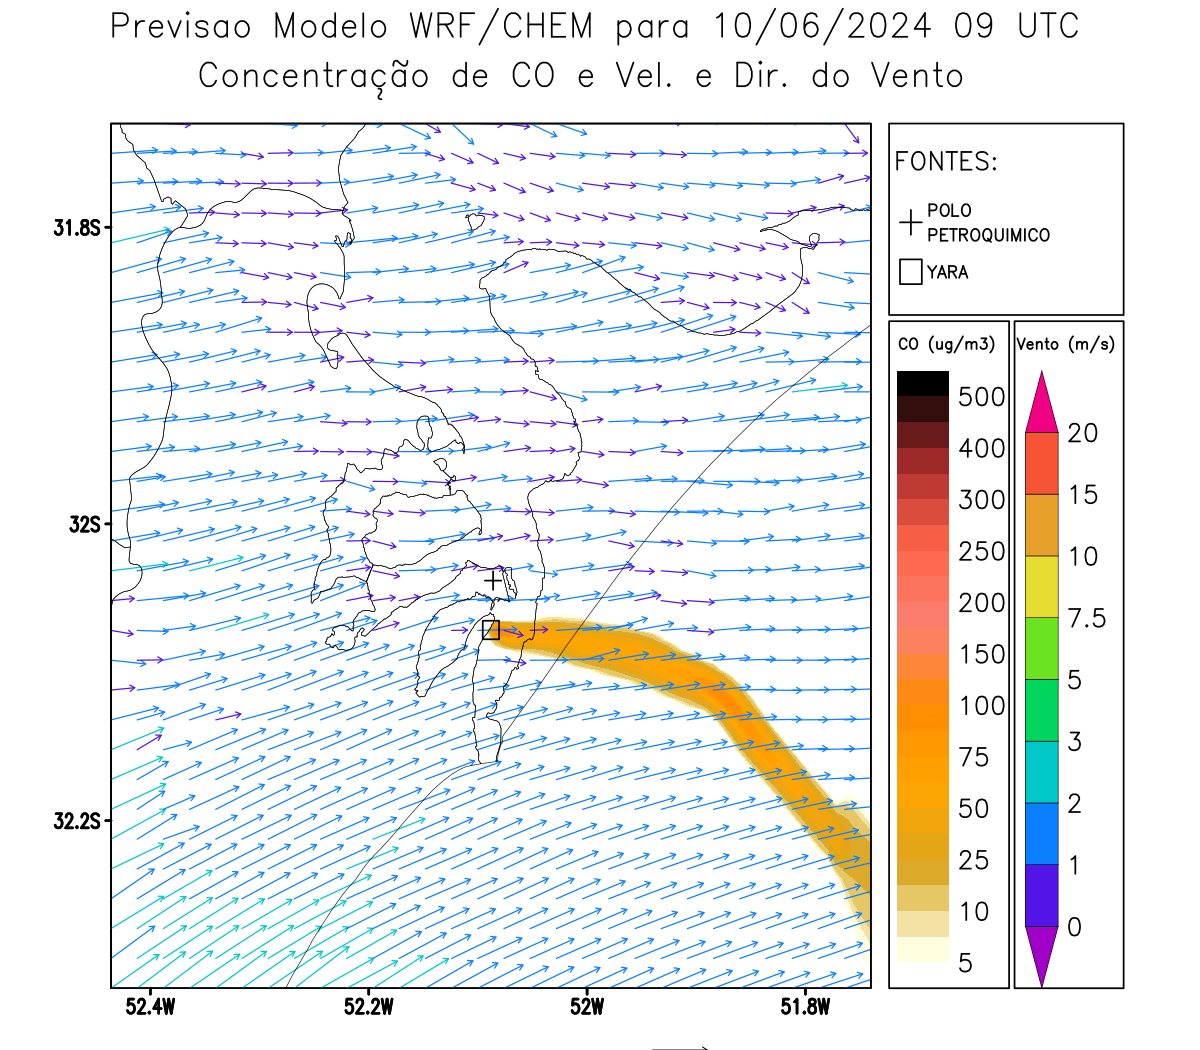 Previsao Modelo WRF/CHEM para 10/06/2024 09 UTC
Concentração de CO e Vel. e Dir. do Vento
31.8S
32S
32.2S
52.4W
52.2W
52W
51.8W
FONTES:
POLO
PETROQUIMICO
YARA
CO (ug/m3)
500
400
300
250
200
150
100
75
50
25
10
5
Vento (m/s)
20
15
10
7.5
5
3
2
1
0